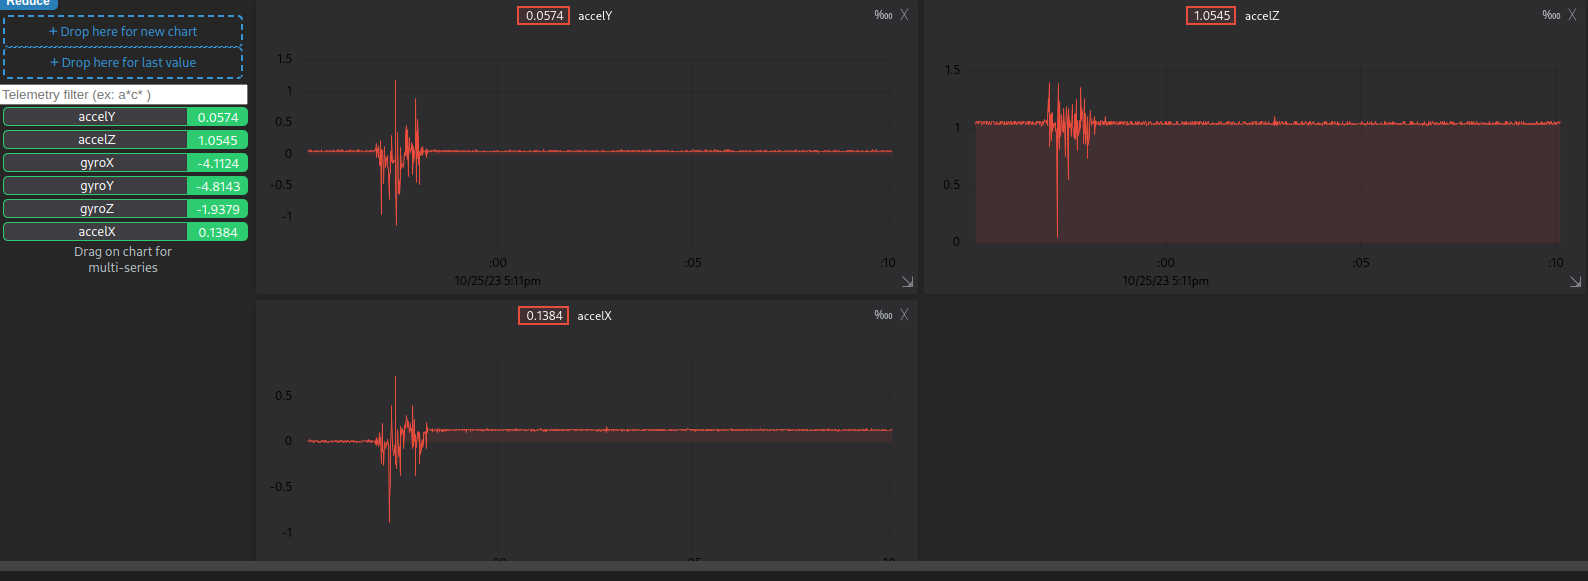 Reduce
+ Drop here for new chart
+ Drop here for last value
Telemetry filter (ex: a*c* )
accelY 0.0574
accelZ 1.0545
gyroX -4.1124
gyroY -4.8143
gyroZ -1.9379
accelX 0.1384
Drag on chart for
multi-series
0.0574 accelY
1.5
1
0.5
0
-0.5
-1
:00 :05 :10
10/25/23 5:11pm
1.0545 accelZ
1.5
1
0.5
0
:00 :05 :10
10/25/23 5:11pm
0.1384 accelX
0.5
0
-0.5
-1